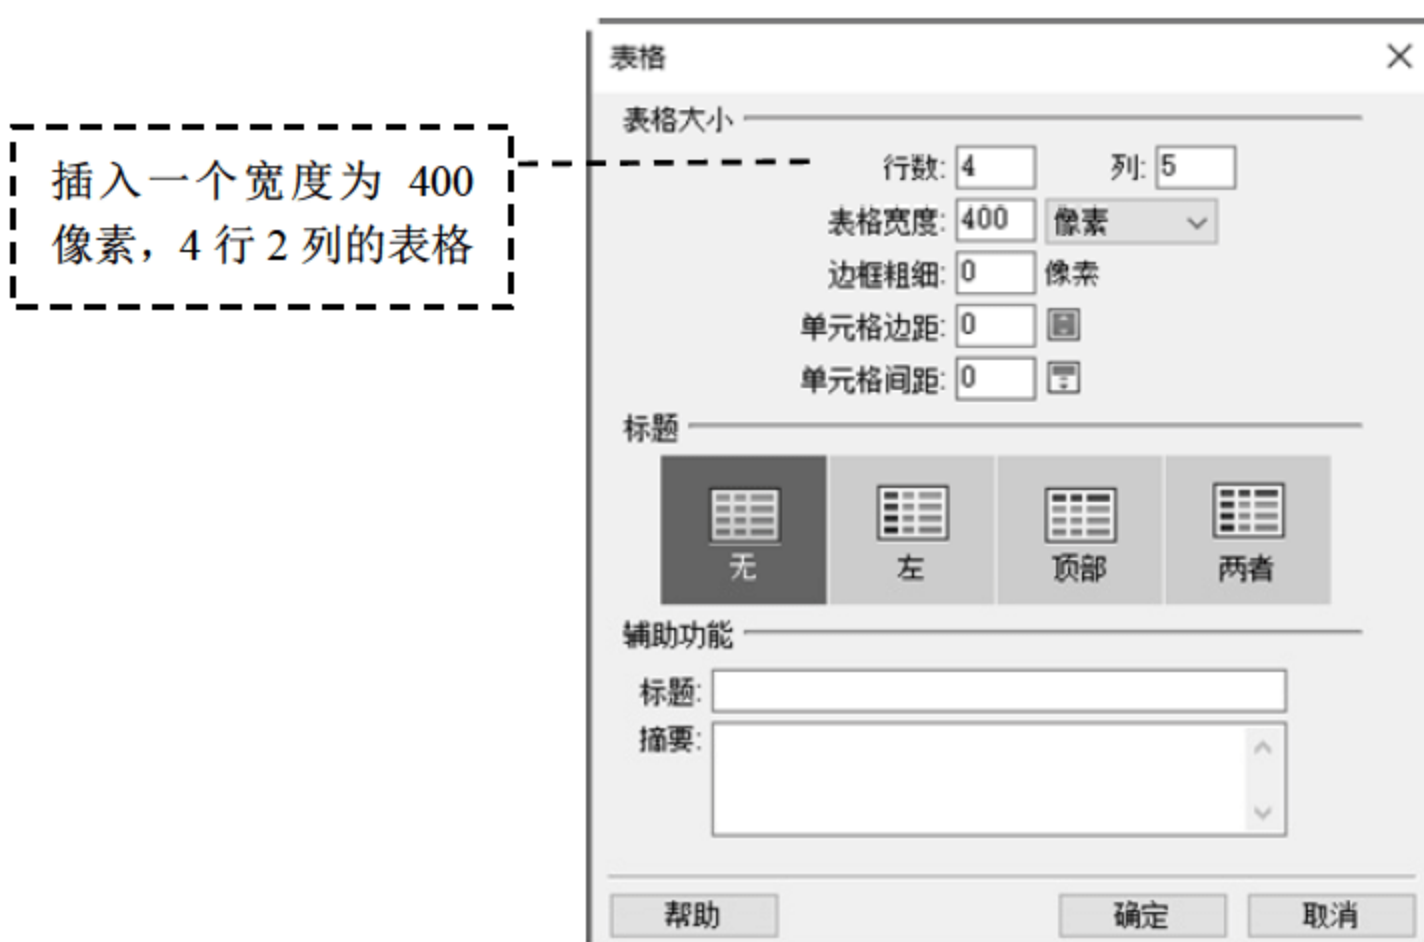 表格
表格大小
插入一个宽度为 400
像素，4 行 2 列的表格
行数: 4 列: 5
表格宽度: 400 像素
边框粗细: 0 像素
单元格边距: 0
单元格间距: 0
标题
无 左 顶部 两者
辅助功能
标题:
摘要:
帮助 确定 取消